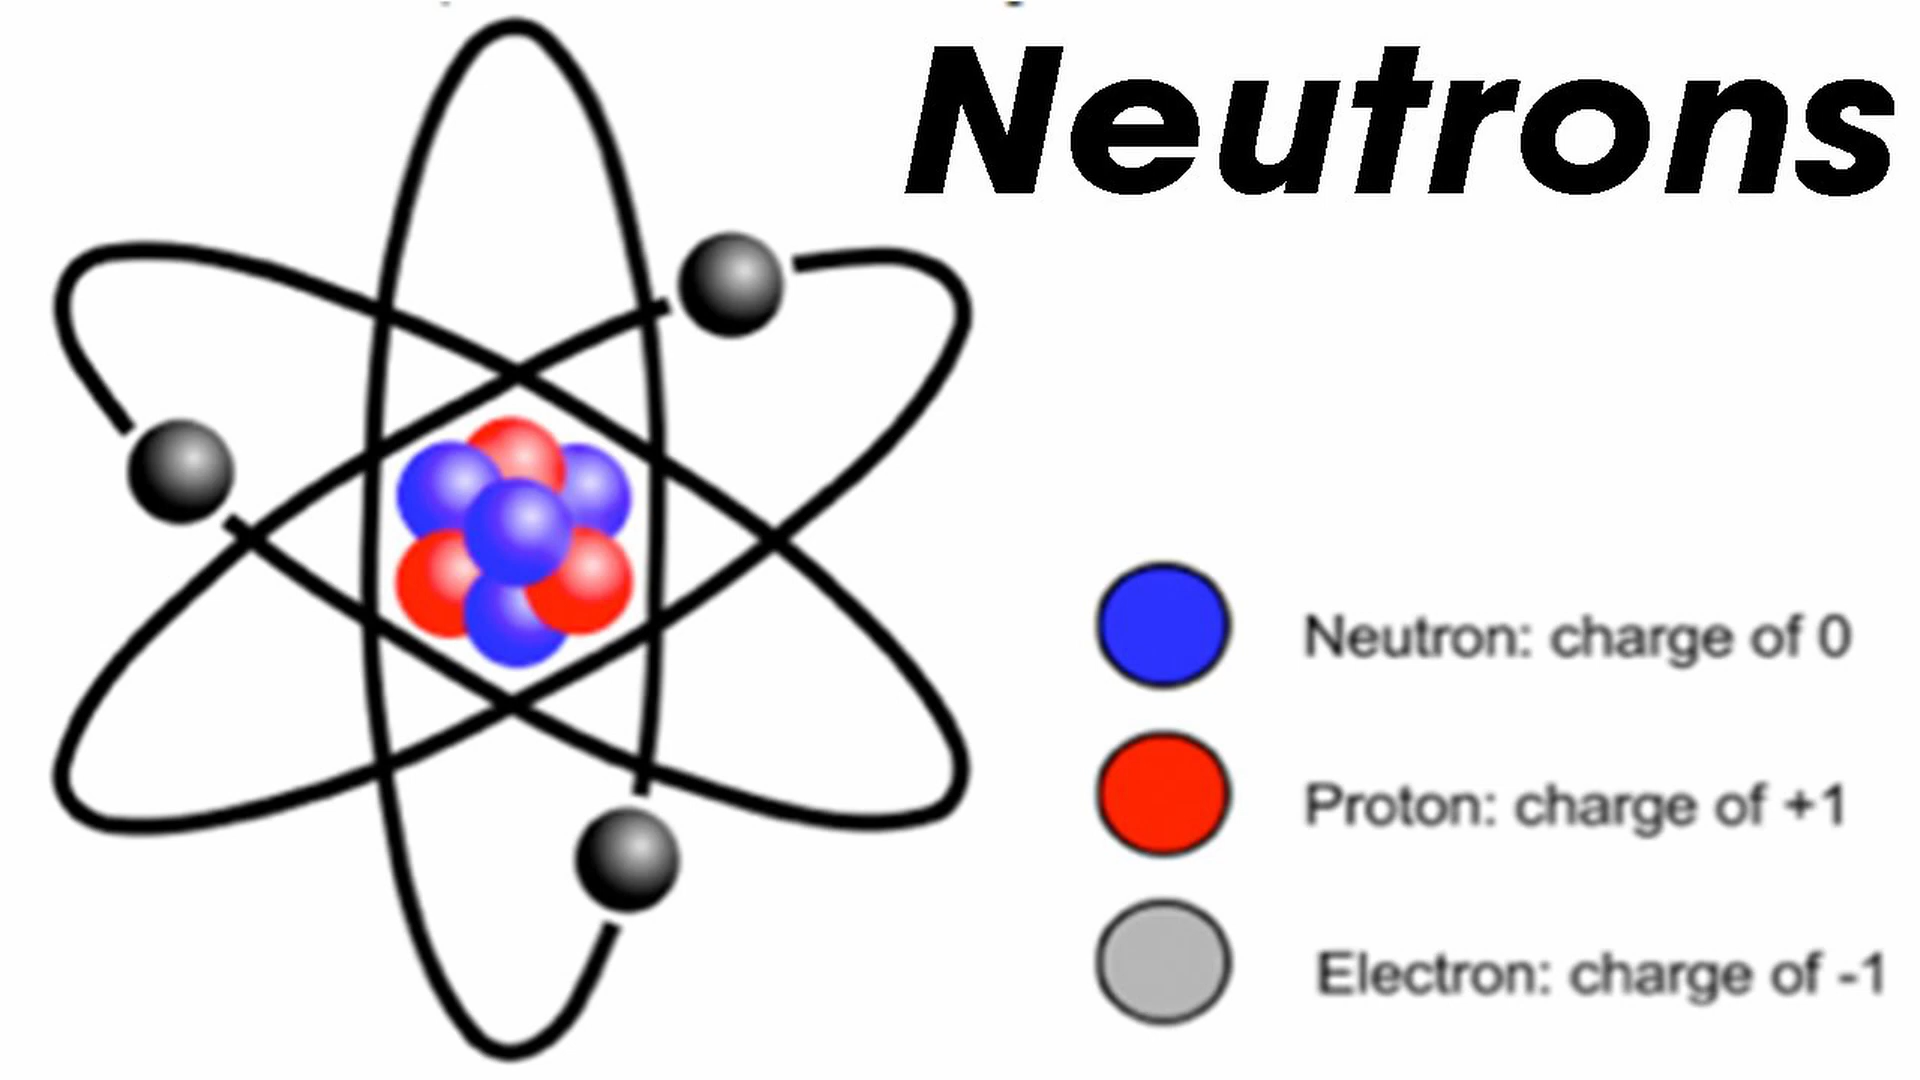 Neutrons
Neutron: charge of 0
Proton: charge of +1
Electron: charge of -1